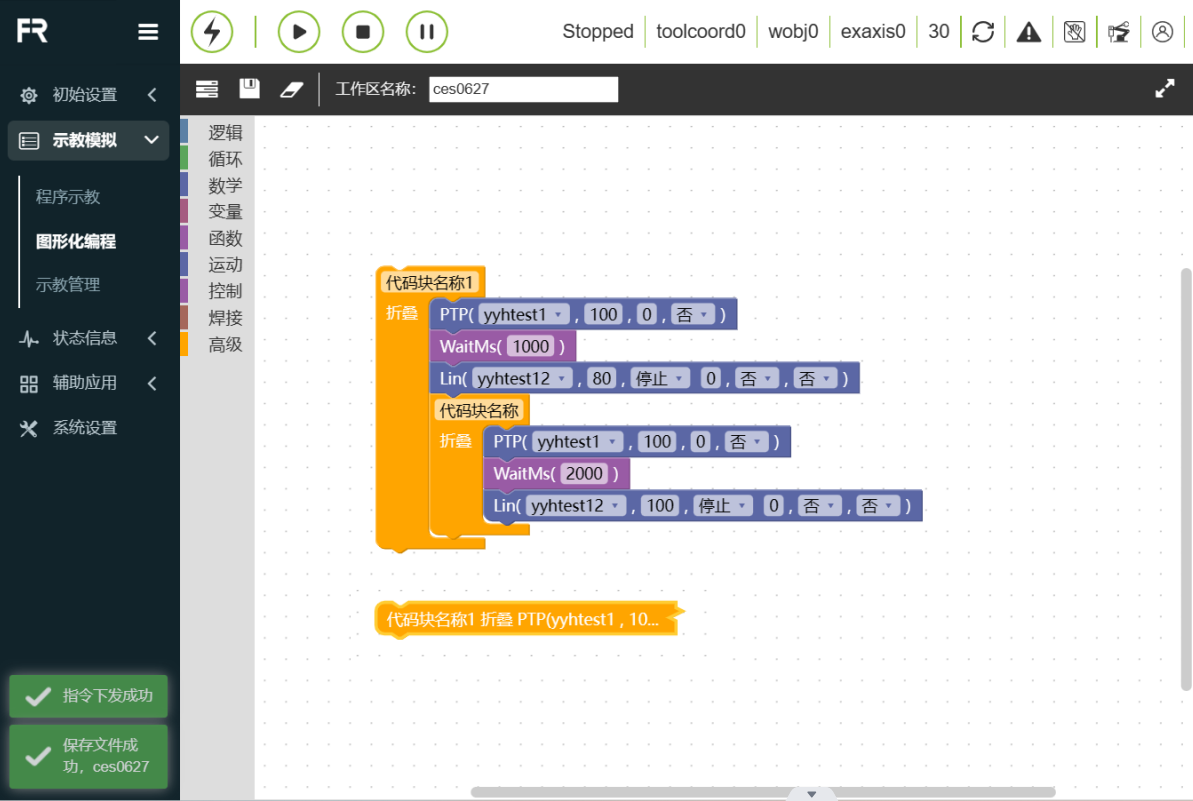 FR
Stopped
toolcoord0
wobj0
exaxis0
30
工作区名称：
ces0627
初始设置
示教模拟
程序示教
图形化编程
示教管理
状态信息
辅助应用
系统设置
逻辑
循环
数学
变量
函数
运动
控制
焊接
高级
代码块名称1
折叠 PTP( yyhtest1 , 100 , 0 , 否 )
WaitMs( 1000 )
Lin( yyhtest12 , 80 , 停止 0 , 否 , 否 )
代码块名称
折叠 PTP( yyhtest1 , 100 , 0 , 否 )
WaitMs( 2000 )
Lin( yyhtest12 , 100 , 停止 0 , 否 , 否 )
代码块名称1 折叠 PTP(yyhtest1 , 10...
指令下发成功
保存文件成
功，ces0627